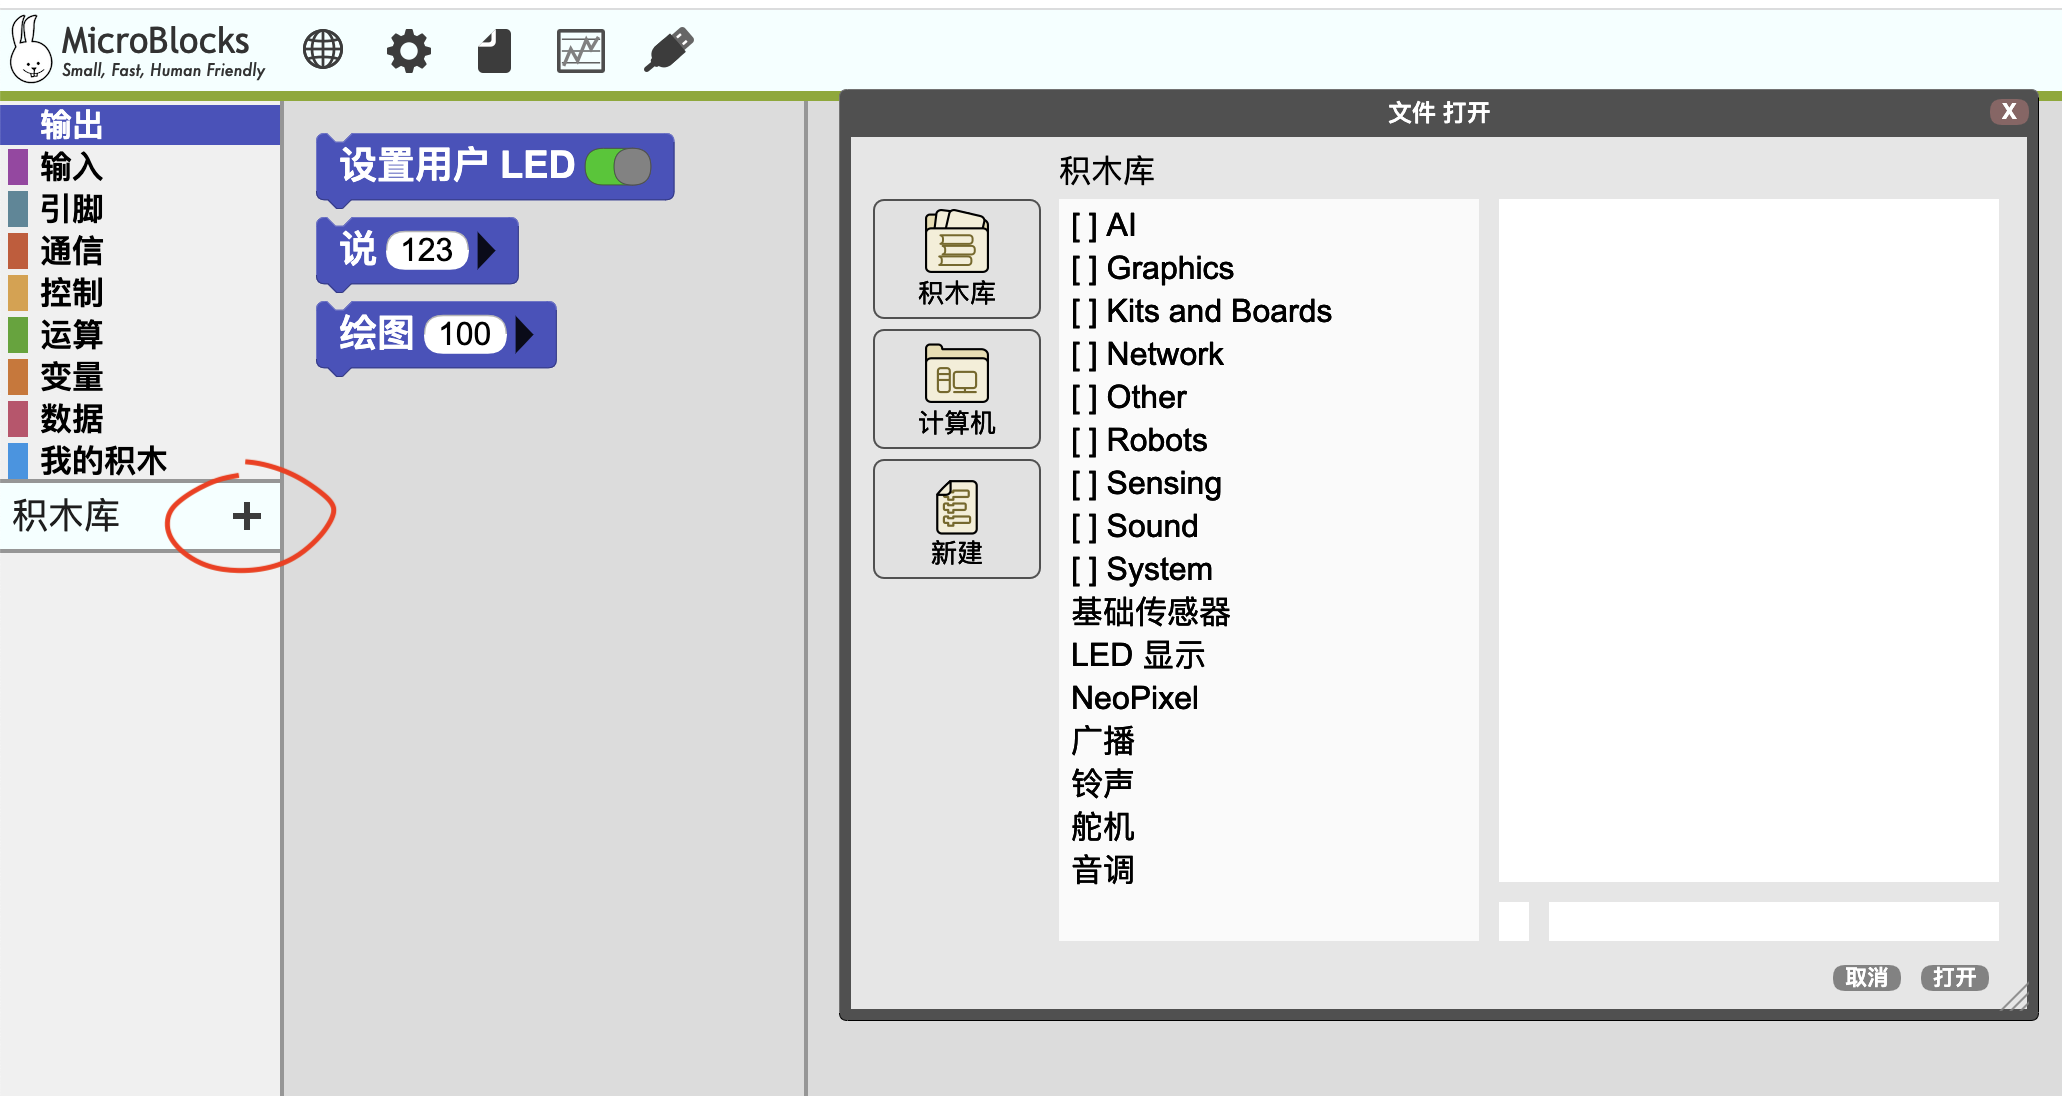 MicroBlocks
Small, Fast, Human Friendly
输出
输入
引脚
通信
控制
运算
变量
数据
我的积木
积木库 +
设置用户 LED
说 123
绘图 100
文件 打开
X
积木库
积木库
计算机
新建
[ ] AI
[ ] Graphics
[ ] Kits and Boards
[ ] Network
[ ] Other
[ ] Robots
[ ] Sensing
[ ] Sound
[ ] System
基础传感器
LED 显示
NeoPixel
广播
铃声
舵机
音调
取消 打开